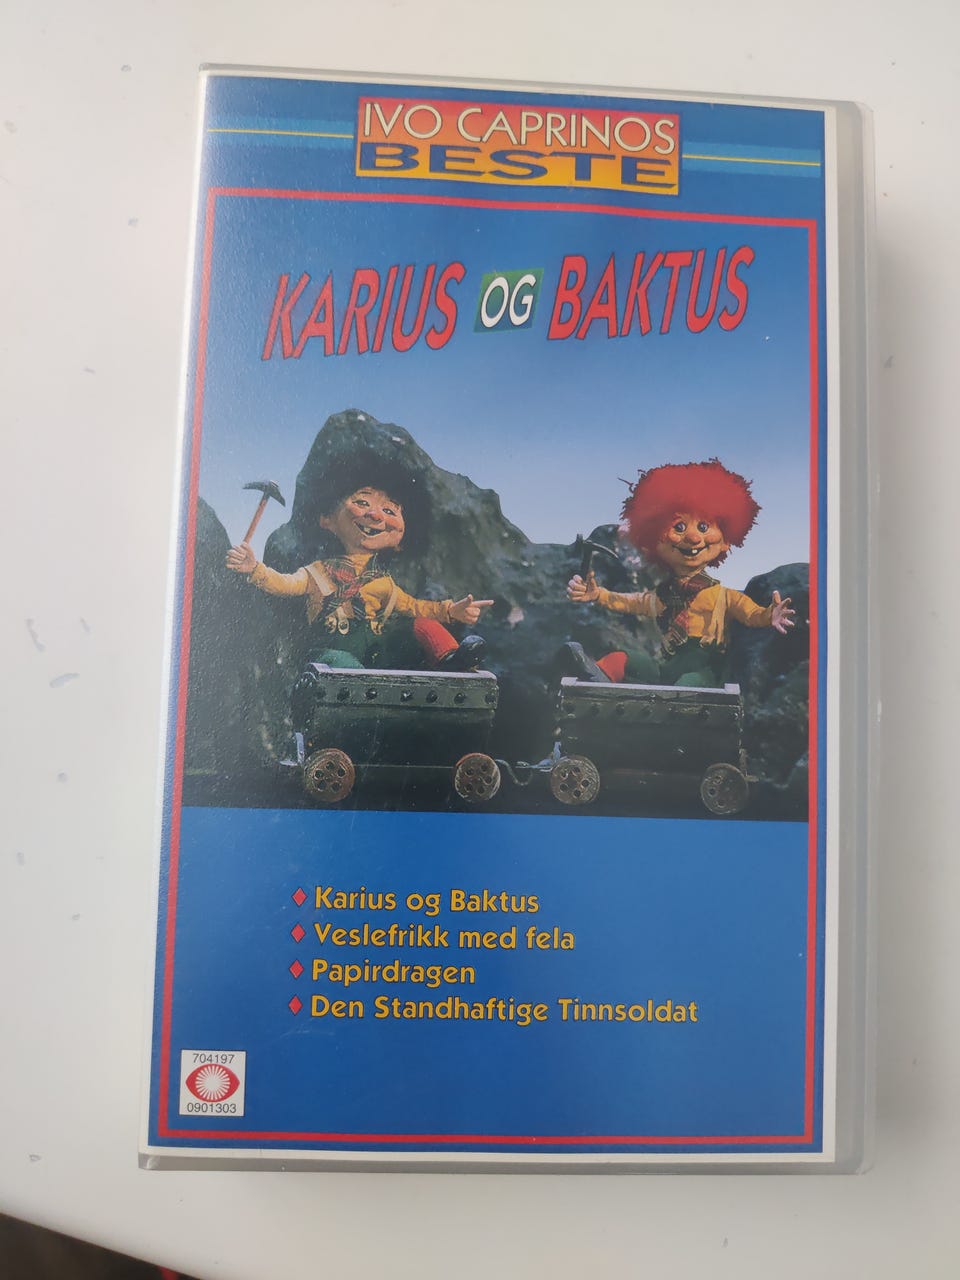 IVO CAPRINOS
BESTE
KARIUS OG BAKTUS
Karius og Baktus
Veslefrikk med fela
Papirdragen
Den Standhaftige Tinnsoldat
704197
0901303